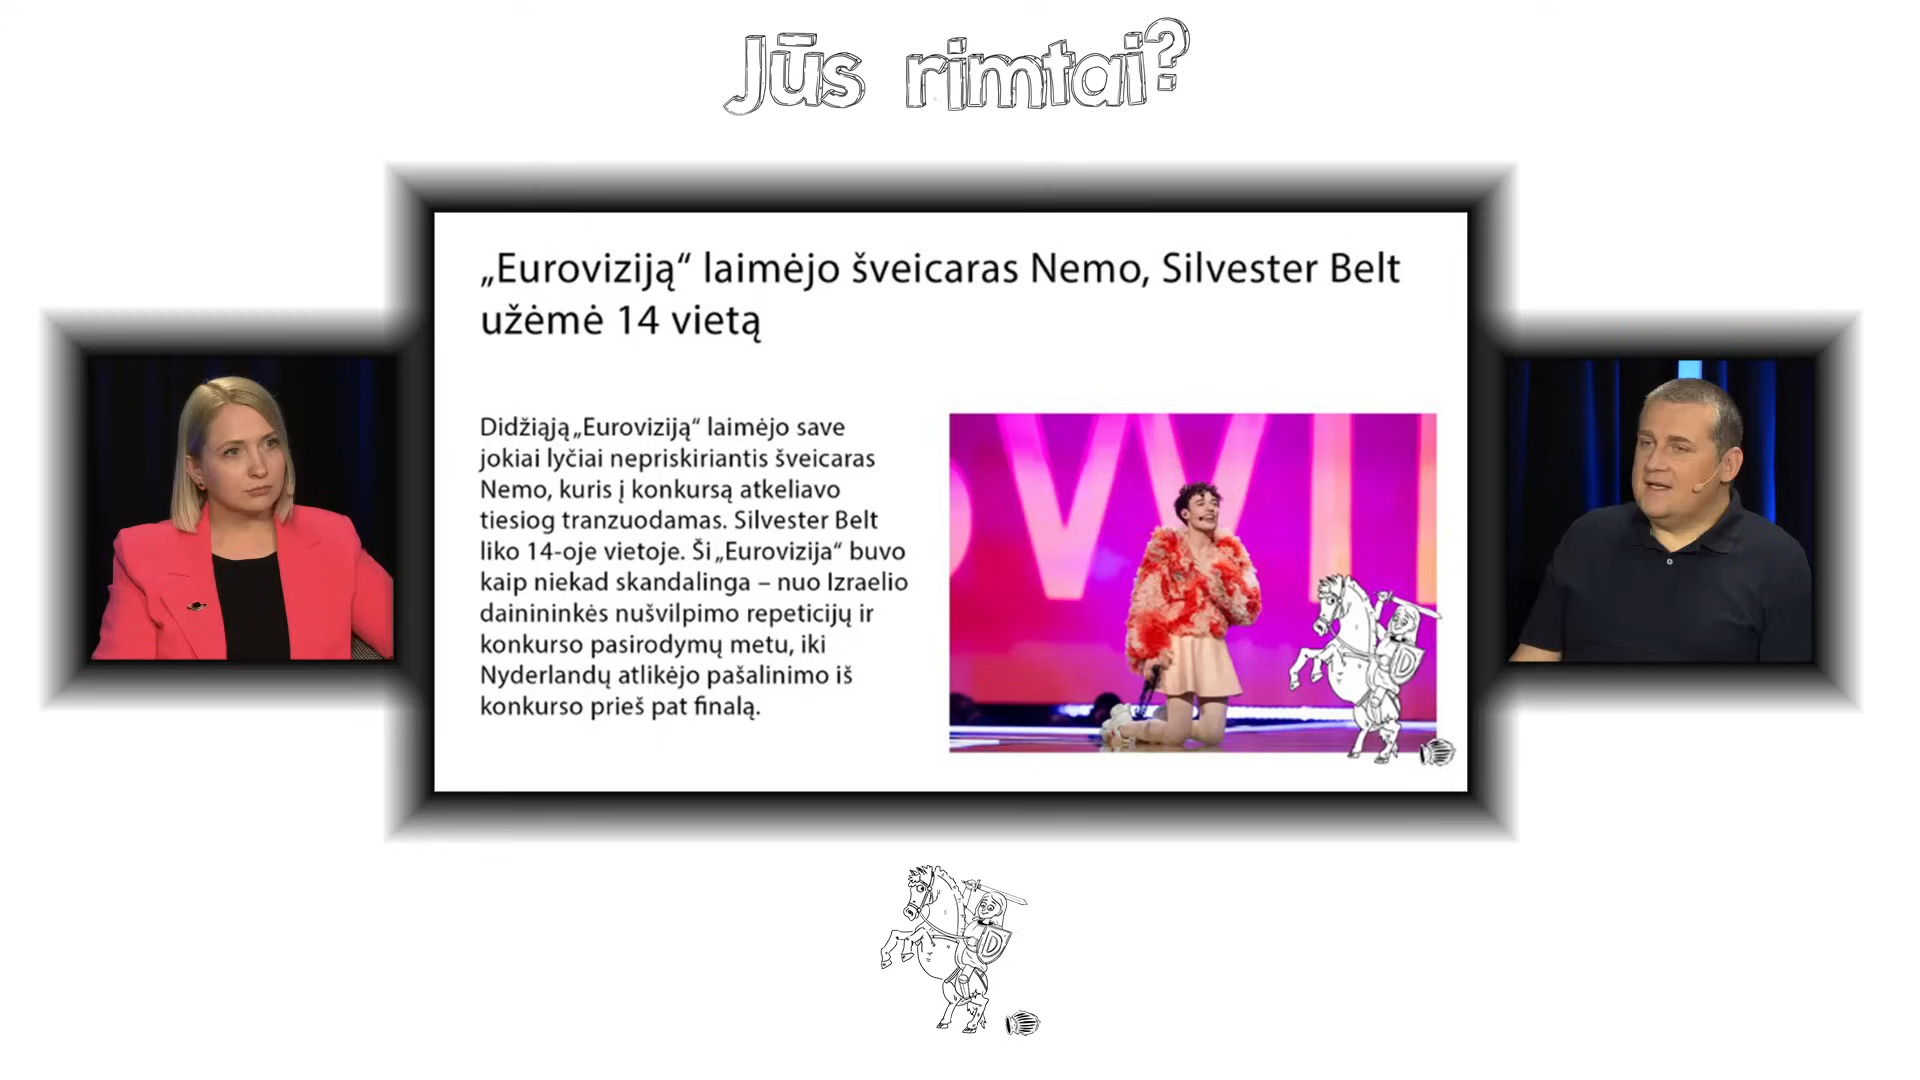 Jūs rimtai?
„Euroviziją“ laimėjo šveicaras Nemo, Silvester Belt
užėmė 14 vietą
Didžiąją „Euroviziją“ laimėjo save
jokiai lyčiai nepriskiriantis šveicaras
Nemo, kuris į konkursą atkeliavo
tiesiog tranzuodamas. Silvester Belt
liko 14-oje vietoje. Ši „Eurovizija“ buvo
kaip niekad skandalinga – nuo Izraelio
dainininkės nušvilpimo repeticijų ir
konkurso pasirodymų metu, iki
Nyderlandų atlikėjo pašalinimo iš
konkurso prieš pat finalą.
SWI
D
D